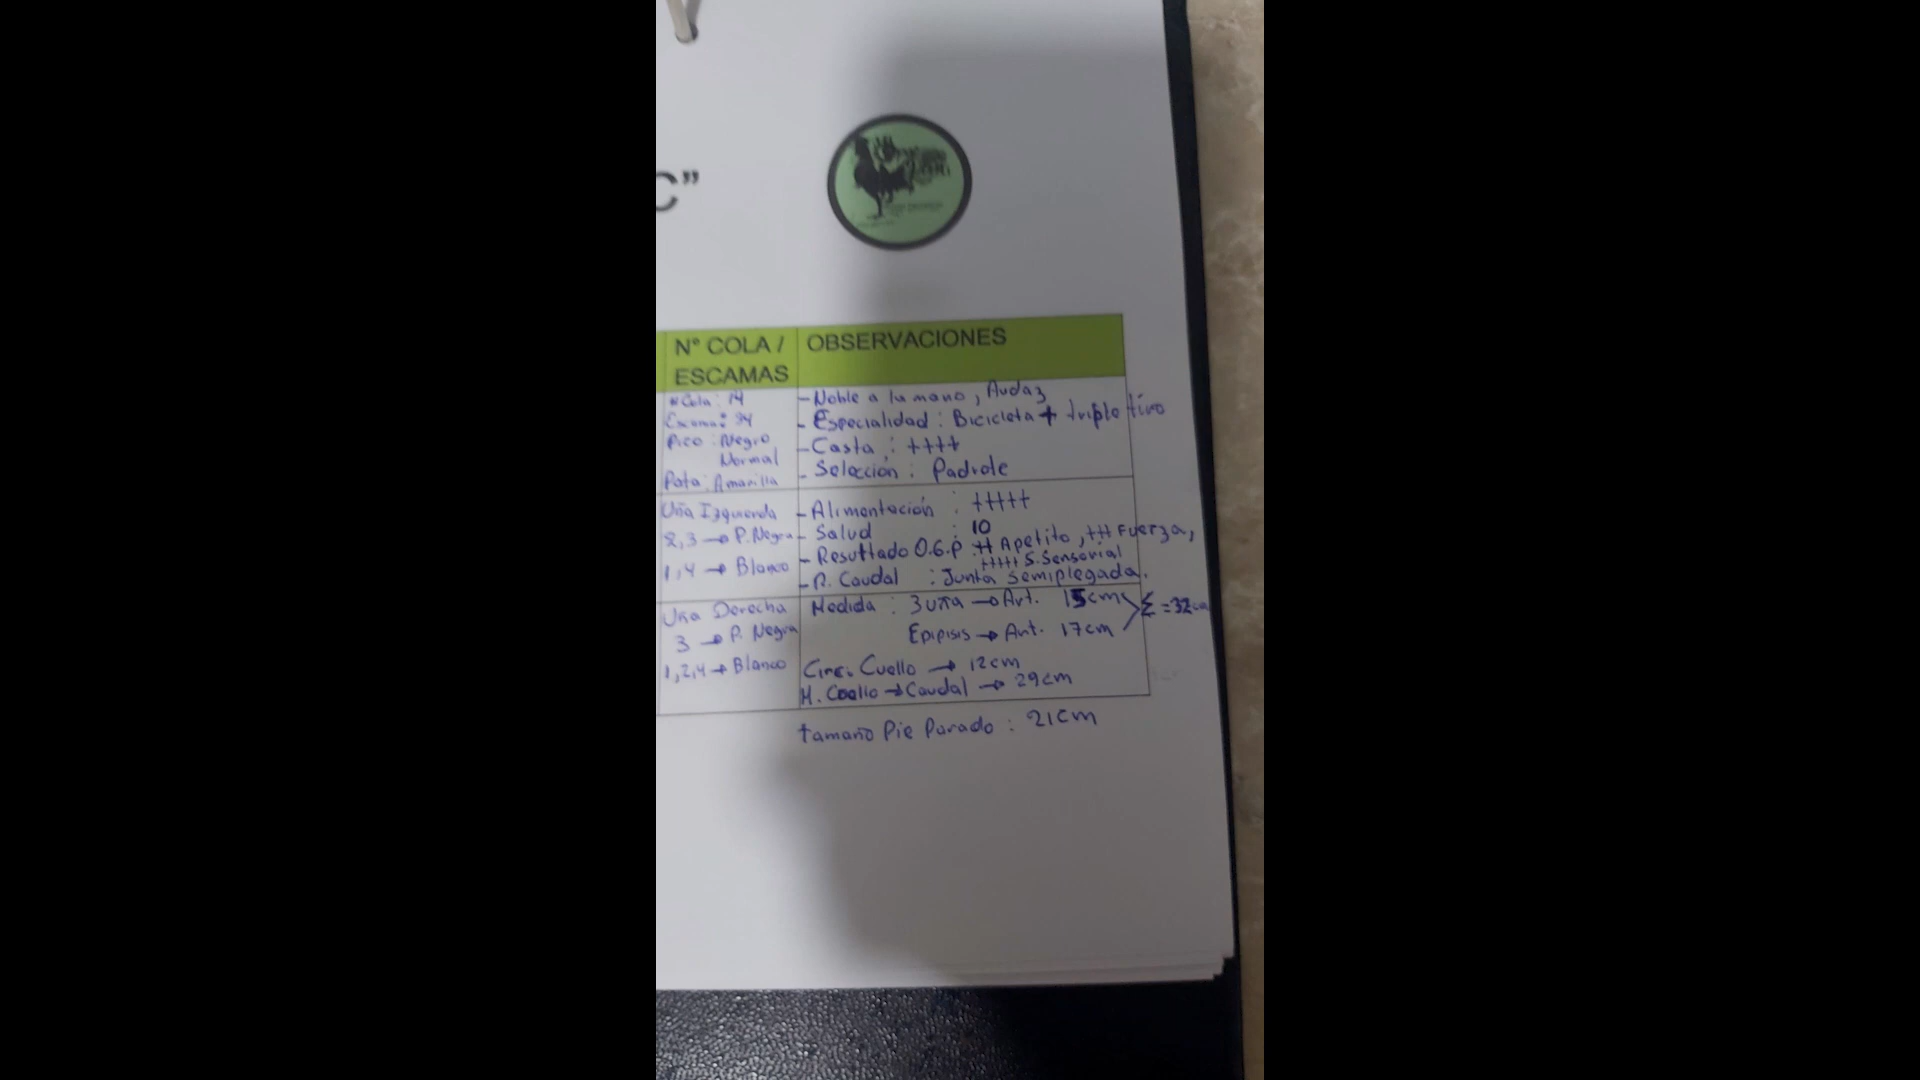 C”
N° COLA / ESCAMAS
OBSERVACIONES
# Cola: 14
Escama: 34
Pico: Negro
Normal
Pata: Amarilla
- Noble a la mano, Audaz
- Especialidad: Bicicleta + triple tiro
- Casta: ++++
- Selección: Padrote
Uña Izquierda
2,3 → P. Negra
1,4 → Blanco
- Alimentación: +++++
- Salud: 10
- Resultado O.G.P: ++ Apetito, +++ Fuerza,
+++++ S. Sensorial
- P. Caudal: Junta semiplegada.
Uña Derecha
3 → P. Negra
1,2,4 → Blanco
Medida: 3 uña → Art. 15cm
Σ = 32cm
Epipisis → Ant. 17cm
Circ. Cuello → 12cm
H. Cuello → Caudal → 29cm
tamaño Pie Parado: 21cm